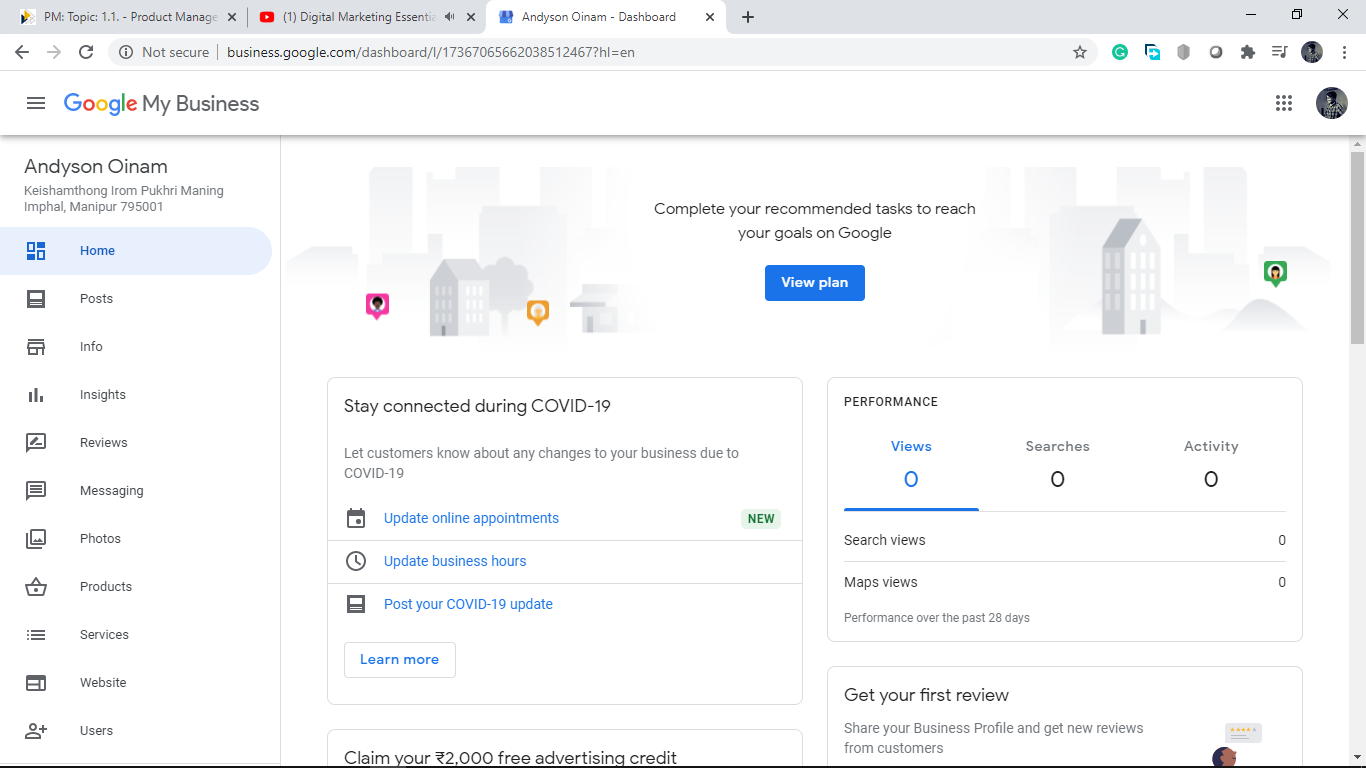 PM: Topic: 1.1. - Product Manage
(1) Digital Marketing Essentia
Andyson Oinam - Dashboard
Not secure
business.google.com/dashboard/l/17367065662038512467?hl=en
Google My Business
Andyson Oinam
Keishamthong Irom Pukhri Maning
Imphal, Manipur 795001
Home
Posts
Info
Insights
Reviews
Messaging
Photos
Products
Services
Website
Users
Complete your recommended tasks to reach
your goals on Google
View plan
Stay connected during COVID-19
Let customers know about any changes to your business due to
COVID-19
Update online appointments NEW
Update business hours
Post your COVID-19 update
Learn more
Claim your ₹2,000 free advertising credit
PERFORMANCE
Views Searches Activity
0 0 0
Search views 0
Maps views 0
Performance over the past 28 days
Get your first review
Share your Business Profile and get new reviews
from customers